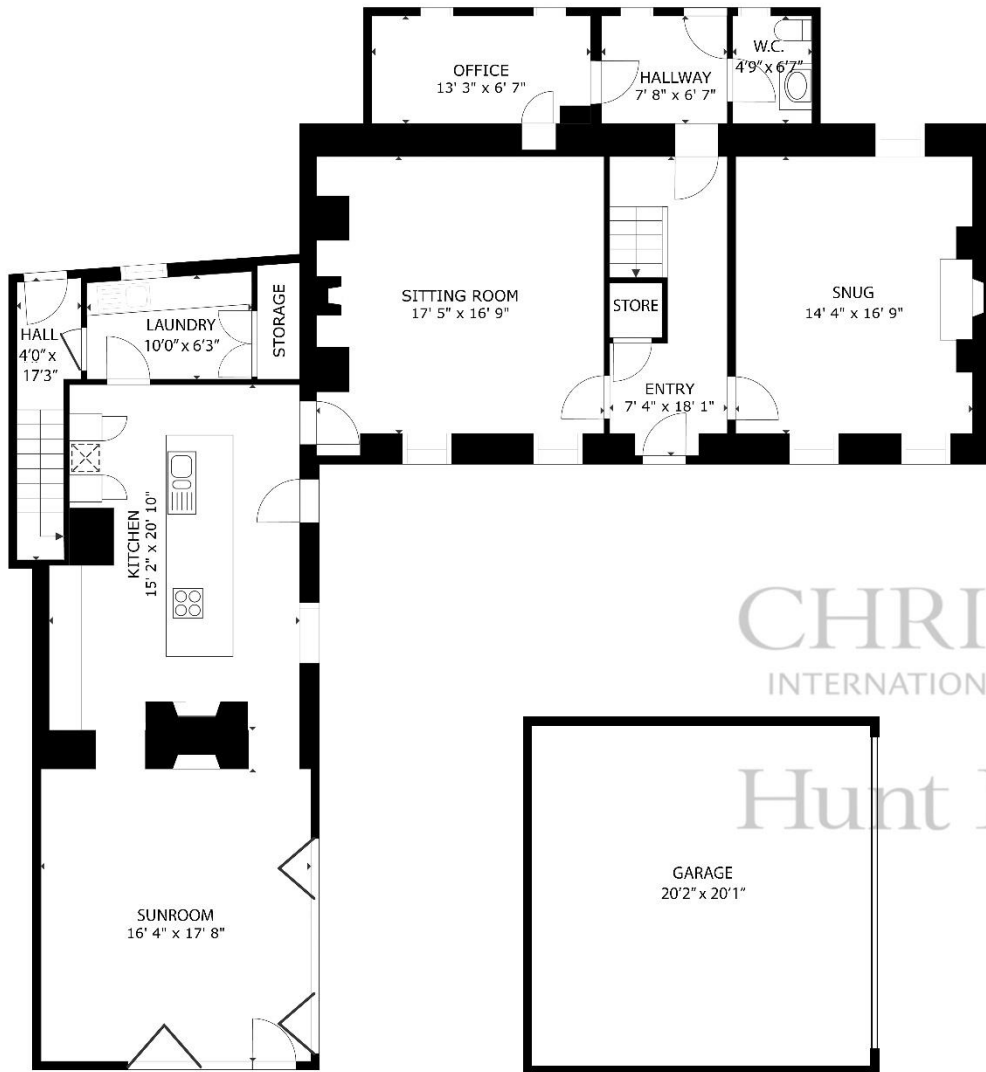 OFFICE
13' 3" x 6' 7"
HALLWAY
7' 8" x 6' 7"
W.C.
4'9" x 6'7"
SITTING ROOM
17' 5" x 16' 9"
STORE
SNUG
14' 4" x 16' 9"
ENTRY
7' 4" x 18' 1"
HALL
4'0" x
17'3"
LAUNDRY
10'0" x 6'3"
STORAGE
KITCHEN
15' 2" x 20' 10"
SUNROOM
16' 4" x 17' 8"
GARAGE
20'2" x 20'1"
CHRI
INTERNATION
Hunt